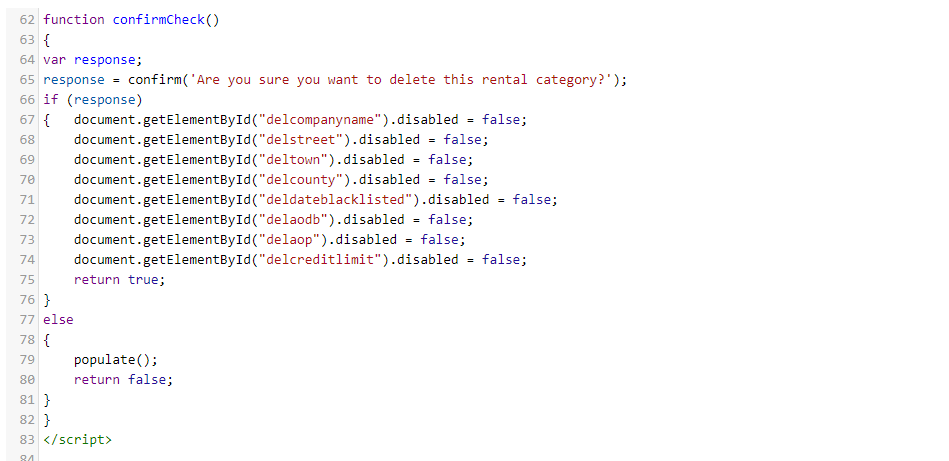 62 function confirmCheck()
63 {
64 var response;
65 response = confirm('Are you sure you want to delete this rental category?');
66 if (response)
67 {   document.getElementById("delcompanyname").disabled = false;
68     document.getElementById("delstreet").disabled = false;
69     document.getElementById("deltown").disabled = false;
70     document.getElementById("delcounty").disabled = false;
71     document.getElementById("deldateblacklisted").disabled = false;
72     document.getElementById("delaodb").disabled = false;
73     document.getElementById("delaop").disabled = false;
74     document.getElementById("delcreditlimit").disabled = false;
75     return true;
76 }
77 else
78 {
79     populate();
80     return false;
81 }
82 }
83 </script>
84